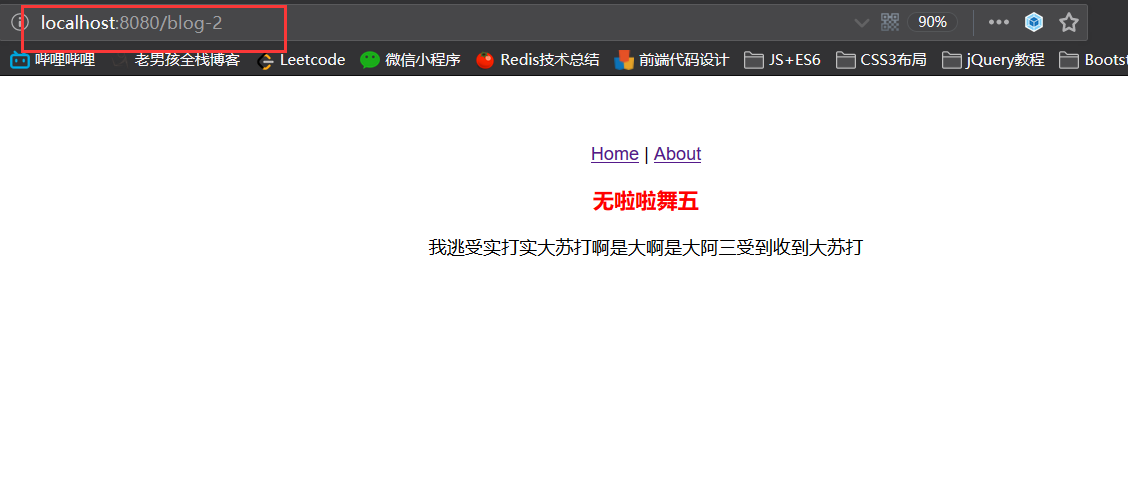 localhost:8080/blog-2 90%
哔哩哔哩 老男孩全栈博客 Leetcode 微信小程序 Redis技术总结 前端代码设计 JS+ES6 CSS3布局 jQuery教程 Boots
Home | About
无啦啦舞五
我逃受实打实大苏打啊是大啊是大阿三受到收到大苏打